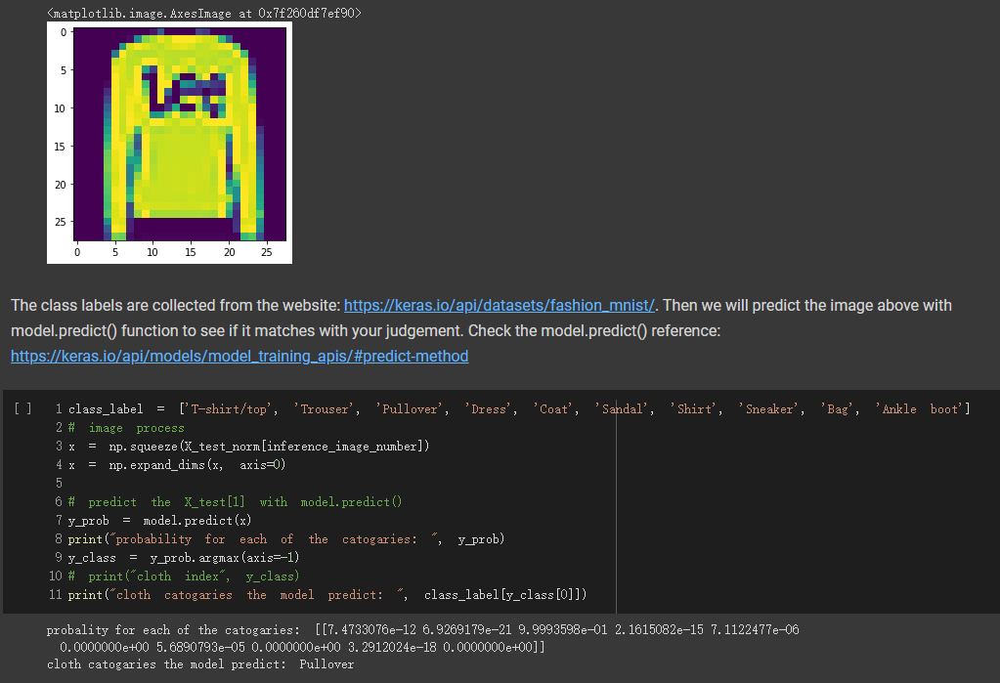 <matplotlib.image.AxesImage at 0x7f260df7ef90>
0
5
10
15
20
25
0 5 10 15 20 25
The class labels are collected from the website: https://keras.io/api/datasets/fashion_mnist/. Then we will predict the image above with
model.predict() function to see if it matches with your judgement. Check the model.predict() reference:
https://keras.io/api/models/model_training_apis/#predict-method
[ ] 1 class_label = ['T-shirt/top', 'Trouser', 'Pullover', 'Dress', 'Coat', 'Sandal', 'Shirt', 'Sneaker', 'Bag', 'Ankle boot']
2 # image process
3 x = np.squeeze(X_test_norm[inference_image_number])
4 x = np.expand_dims(x, axis=0)
5
6 # predict the X_test[1] with model.predict()
7 y_prob = model.predict(x)
8 print("probability for each of the catogaries: ", y_prob)
9 y_class = y_prob.argmax(axis=-1)
10 # print("cloth index", y_class)
11 print("cloth catogaries the model predict: ", class_label[y_class[0]])
probality for each of the catogaries: [[7.4733076e-12 6.9269179e-21 9.9993598e-01 2.1615082e-15 7.1122477e-06
0.0000000e+00 5.6890793e-05 0.0000000e+00 3.2912024e-18 0.0000000e+00]]
cloth catogaries the model predict: Pullover